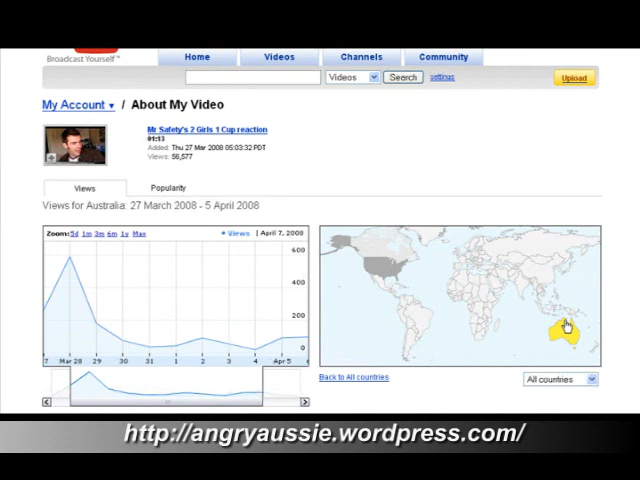 Broadcast Yourself™
Home Videos Channels Community
Videos Search settings Upload
My Account / About My Video
Mr Safety's 2 Girls 1 Cup reaction
01:13
Added: Thu 27 Mar 2008 05:03:32 PDT
Views: 56,577
Views Popularity
Views for Australia: 27 March 2008 - 5 April 2008
Zoom: 5d 1m 3m 6m 1y Max Views | April 7, 2008
600
400
200
0
7 Mar 28 29 30 31 Apr 2 3 4 Apr 5
Back to All countries All countries
http://angryaussie.wordpress.com/